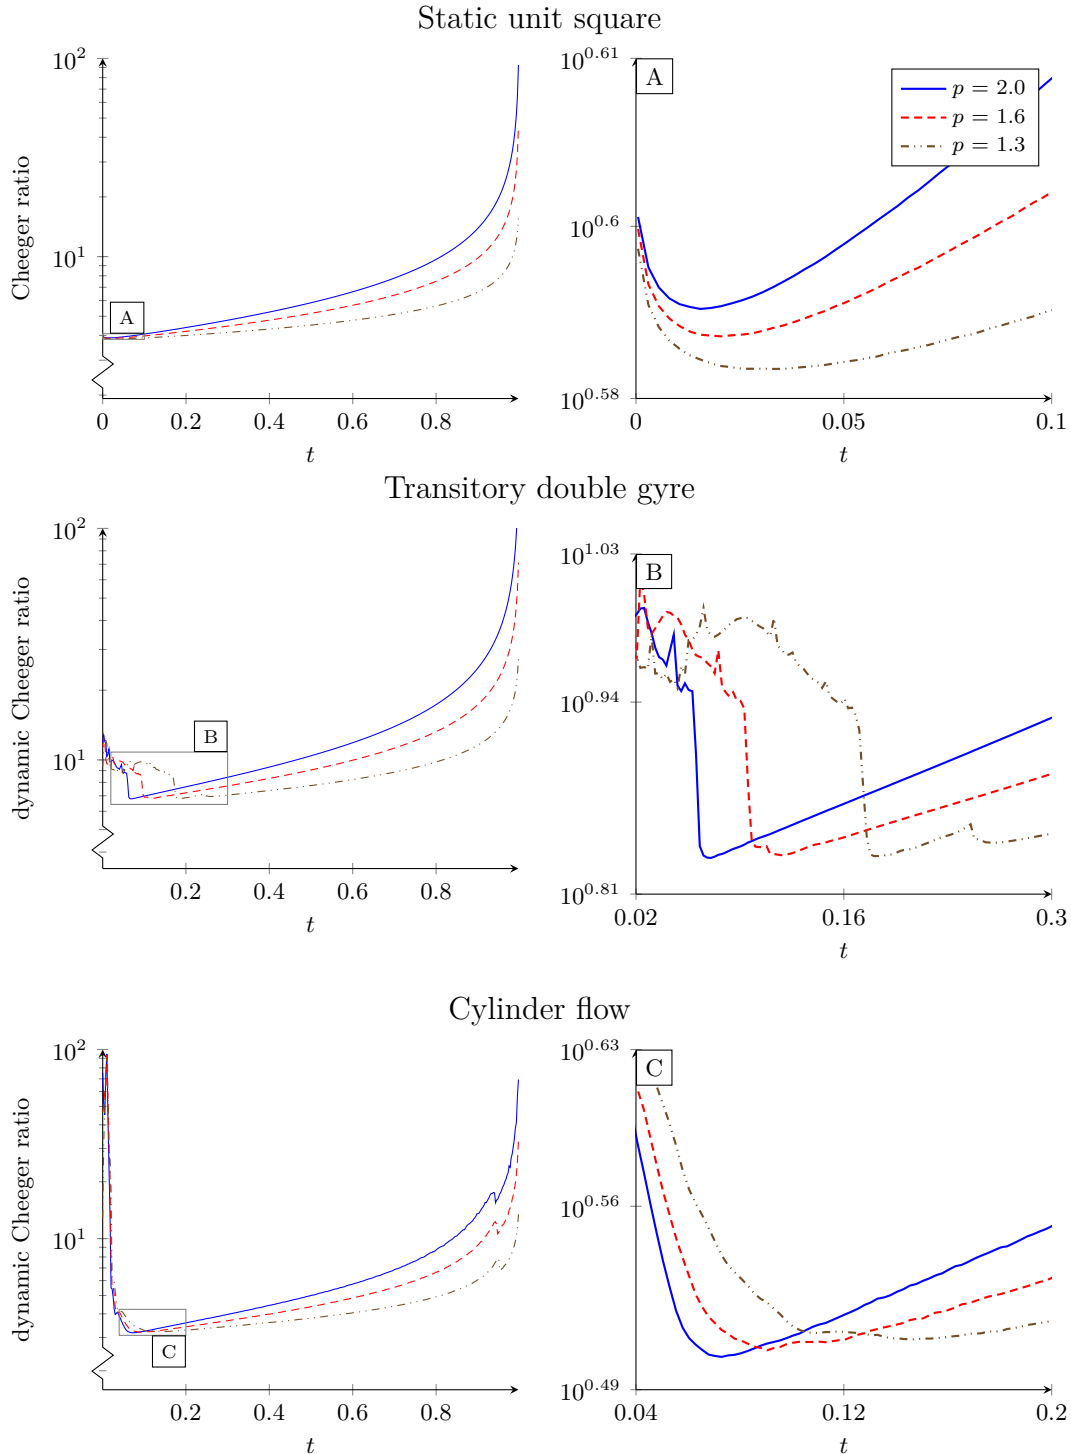 Static unit square
Cheeger ratio
10^2
10^1
A
0 0.2 0.4 0.6 0.8
t
A
10^0.61
10^0.6
10^0.58
p = 2.0
p = 1.6
p = 1.3
0 0.05 0.1
t
Transitory double gyre
dynamic Cheeger ratio
10^2
10^1
B
0.2 0.4 0.6 0.8
t
B
10^1.03
10^0.94
10^0.81
0.02 0.16 0.3
t
Cylinder flow
dynamic Cheeger ratio
10^2
10^1
C
0.2 0.4 0.6 0.8
t
C
10^0.63
10^0.56
10^0.49
0.04 0.12 0.2
t